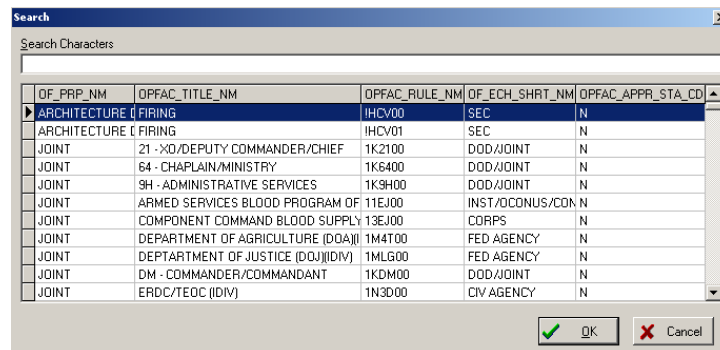 Search
Search Characters
OF_PRP_NM OPFAC_TITLE_NM OPFAC_RULE_NM OF_ECH_SHRT_NM OPFAC_APPR_STA_CD
ARCHITECTURE D FIRING !HCV00 SEC N
ARCHITECTURE D FIRING !HCV01 SEC N
JOINT 21 - XO/DEPUTY COMMANDER/CHIEF 1K2100 DOD/JOINT N
JOINT 64 - CHAPLAIN/MINISTRY 1K6400 DOD/JOINT N
JOINT 9H - ADMINISTRATIVE SERVICES 1K9H00 DOD/JOINT N
JOINT ARMED SERVICES BLOOD PROGRAM OF 11EJ00 INST/OCONUS/CON N
JOINT COMPONENT COMMAND BLOOD SUPPLY 13EJ00 CORPS N
JOINT DEPARTMENT OF AGRICULTURE (DOA)(I 1M4T00 FED AGENCY N
JOINT DEPTARTMENT OF JUSTICE (DOJ)(IDIV) 1MLG00 FED AGENCY N
JOINT DM - COMMANDER/COMMANDANT 1KDM00 DOD/JOINT N
JOINT ERDC/TEOC (IDIV) 1N3D00 CIV AGENCY N
OK Cancel